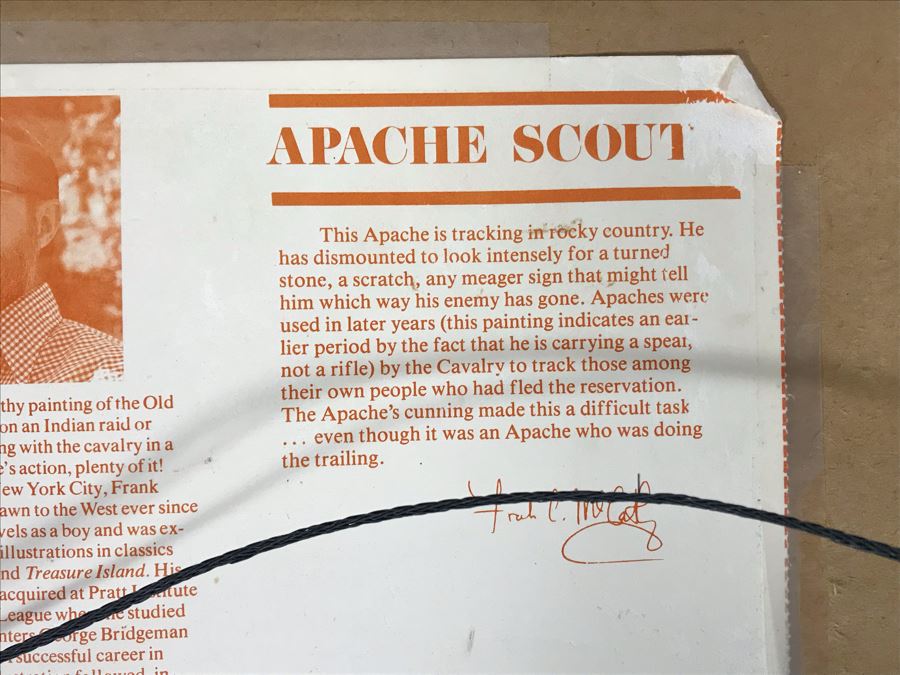 APACHE SCOUT
This Apache is tracking in rocky country. He
has dismounted to look intensely for a turned
stone, a scratch, any meager sign that might tell
him which way his enemy has gone. Apaches were
used in later years (this painting indicates an ear-
lier period by the fact that he is carrying a spear,
not a rifle) by the Cavalry to track those among
their own people who had fled the reservation.
The Apache's cunning made this a difficult task
... even though it was an Apache who was doing
the trailing.
Frank C. McCarthy
thy painting of the Old
on an Indian raid or
ng with the cavalry in a
e's action, plenty of it!
ew York City, Frank
awn to the West ever since
vels as a boy and was ex-
illustrations in classics
nd Treasure Island. His
acquired at Pratt Institute
League where he studied
nters George Bridgeman
successful career in